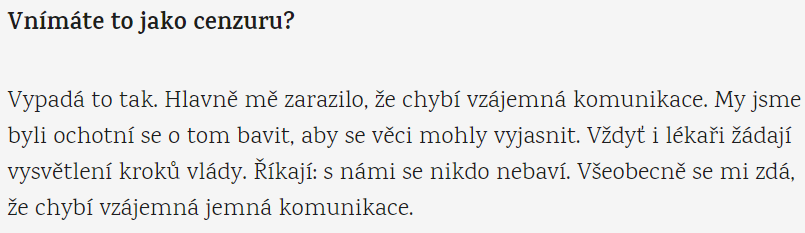 Vnímáte to jako cenzuru?
Vypadá to tak. Hlavně mě zarazilo, že chybí vzájemná komunikace. My jsme
byli ochotní se o tom bavit, aby se věci mohly vyjasnit. Vždyť i lékaři žádají
vysvětlení kroků vlády. Říkají: s námi se nikdo nebaví. Všeobecně se mi zdá,
že chybí vzájemná jemná komunikace.